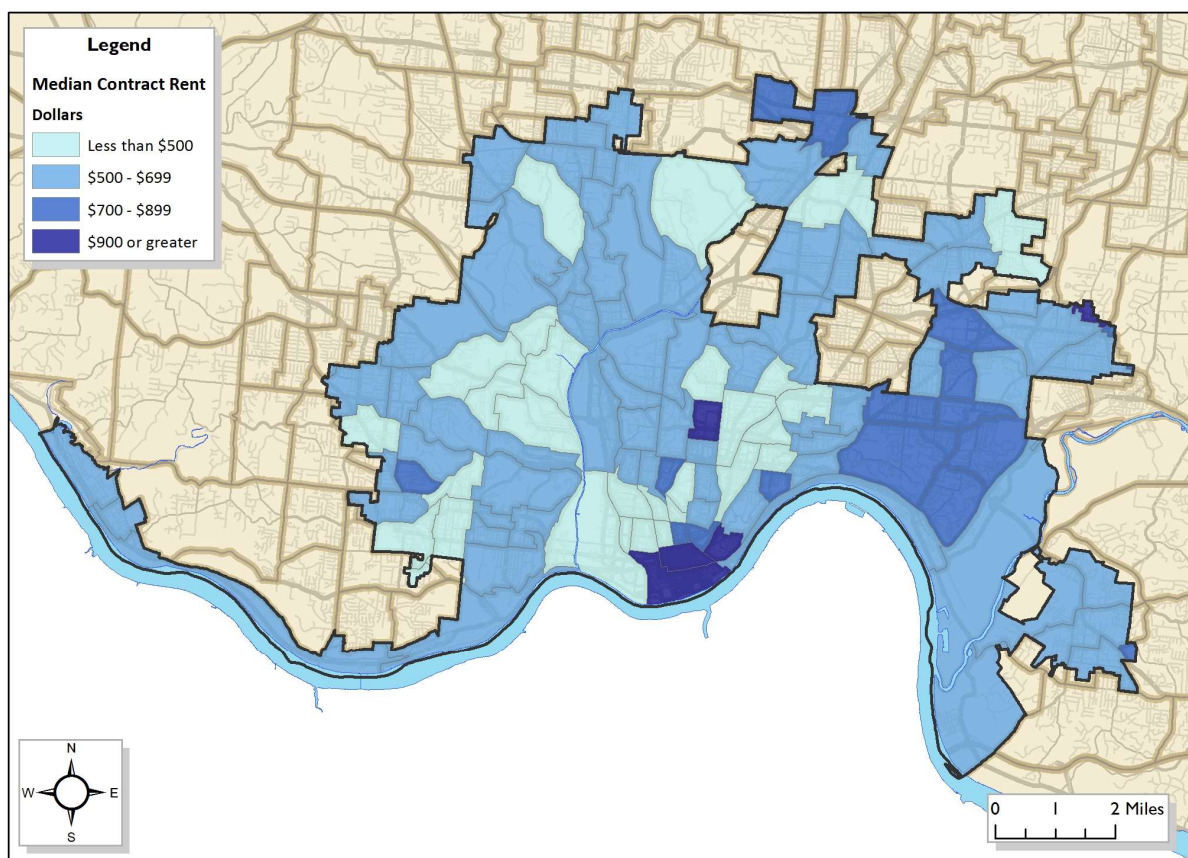 Legend
Median Contract Rent
Dollars
Less than $500
$500 - $699
$700 - $899
$900 or greater
N
W E
S
0 1 2 Miles